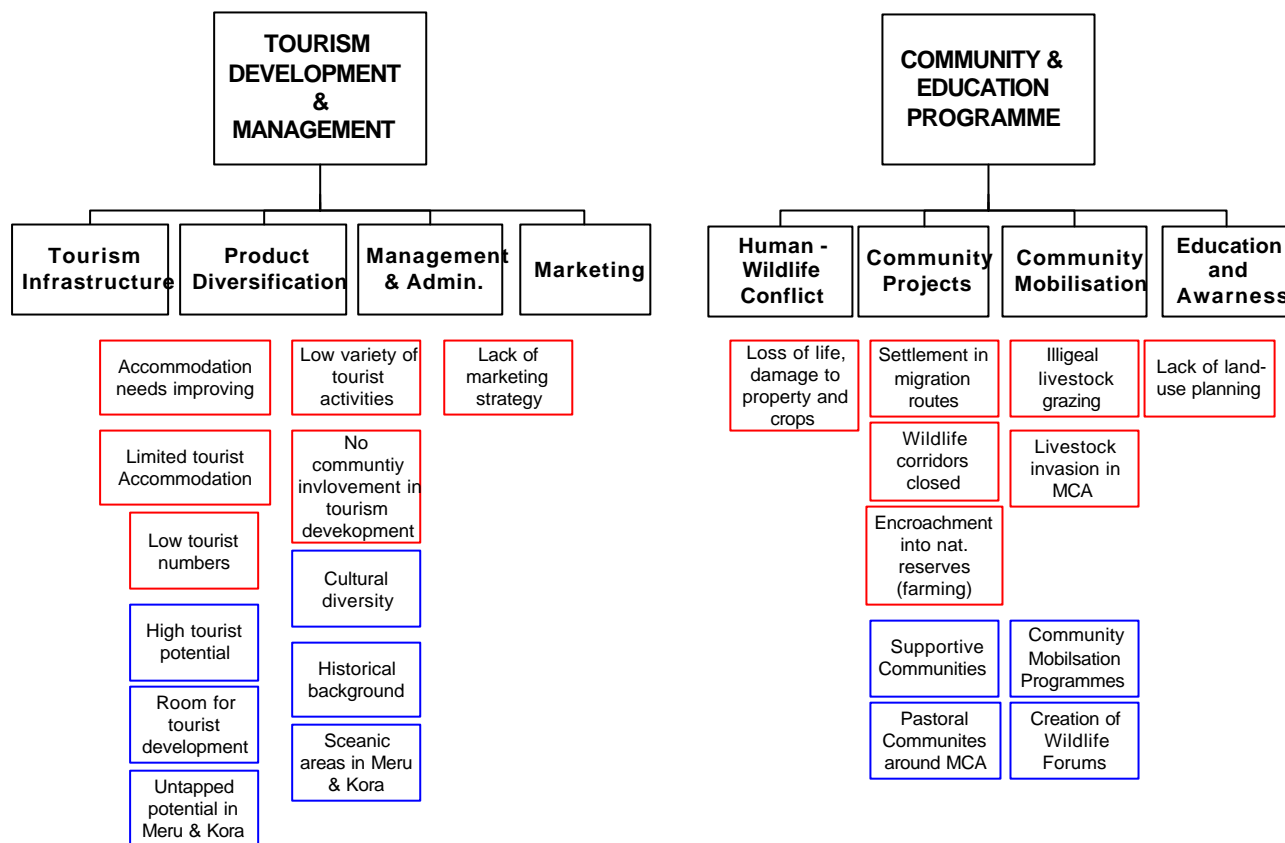 TOURISM
DEVELOPMENT
&
MANAGEMENT
Tourism
Infrastructure
Product
Diversification
Management
& Admin.
Marketing
Accommodation
needs improving
Limited tourist
Accommodation
Low tourist
numbers
High tourist
potential
Room for
tourist
development
Untapped
potential in
Meru & Kora
Low variety of
tourist
activities
No
communtiy
invlovement in
tourism
devekopment
Cultural
diversity
Historical
background
Sceanic
areas in Meru
& Kora
Lack of
marketing
strategy
COMMUNITY &
EDUCATION
PROGRAMME
Human -
Wildlife
Conflict
Community
Projects
Community
Mobilisation
Education
and
Awarness
Loss of life,
damage to
property and
crops
Settlement in
migration
routes
Wildlife
corridors
closed
Encroachment
into nat.
reserves
(farming)
Supportive
Communities
Pastoral
Communites
around MCA
Illigeal
livestock
grazing
Livestock
invasion in
MCA
Community
Mobilsation
Programmes
Creation of
Wildlife
Forums
Lack of land-
use planning